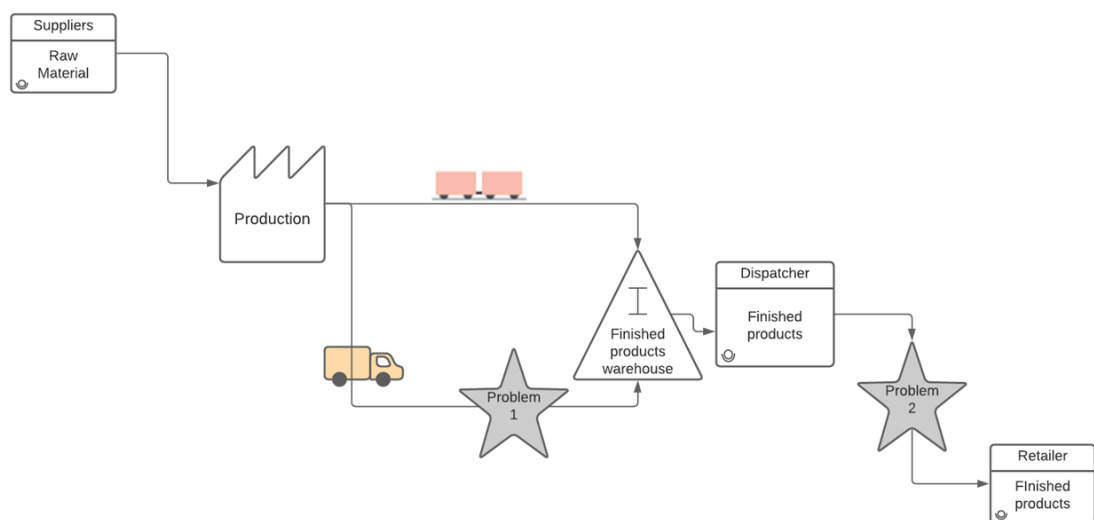 Suppliers
Raw
Material
Production
Finished
products
warehouse
Dispatcher
Finished
products
Problem
1
Problem
2
Retailer
FInished
products